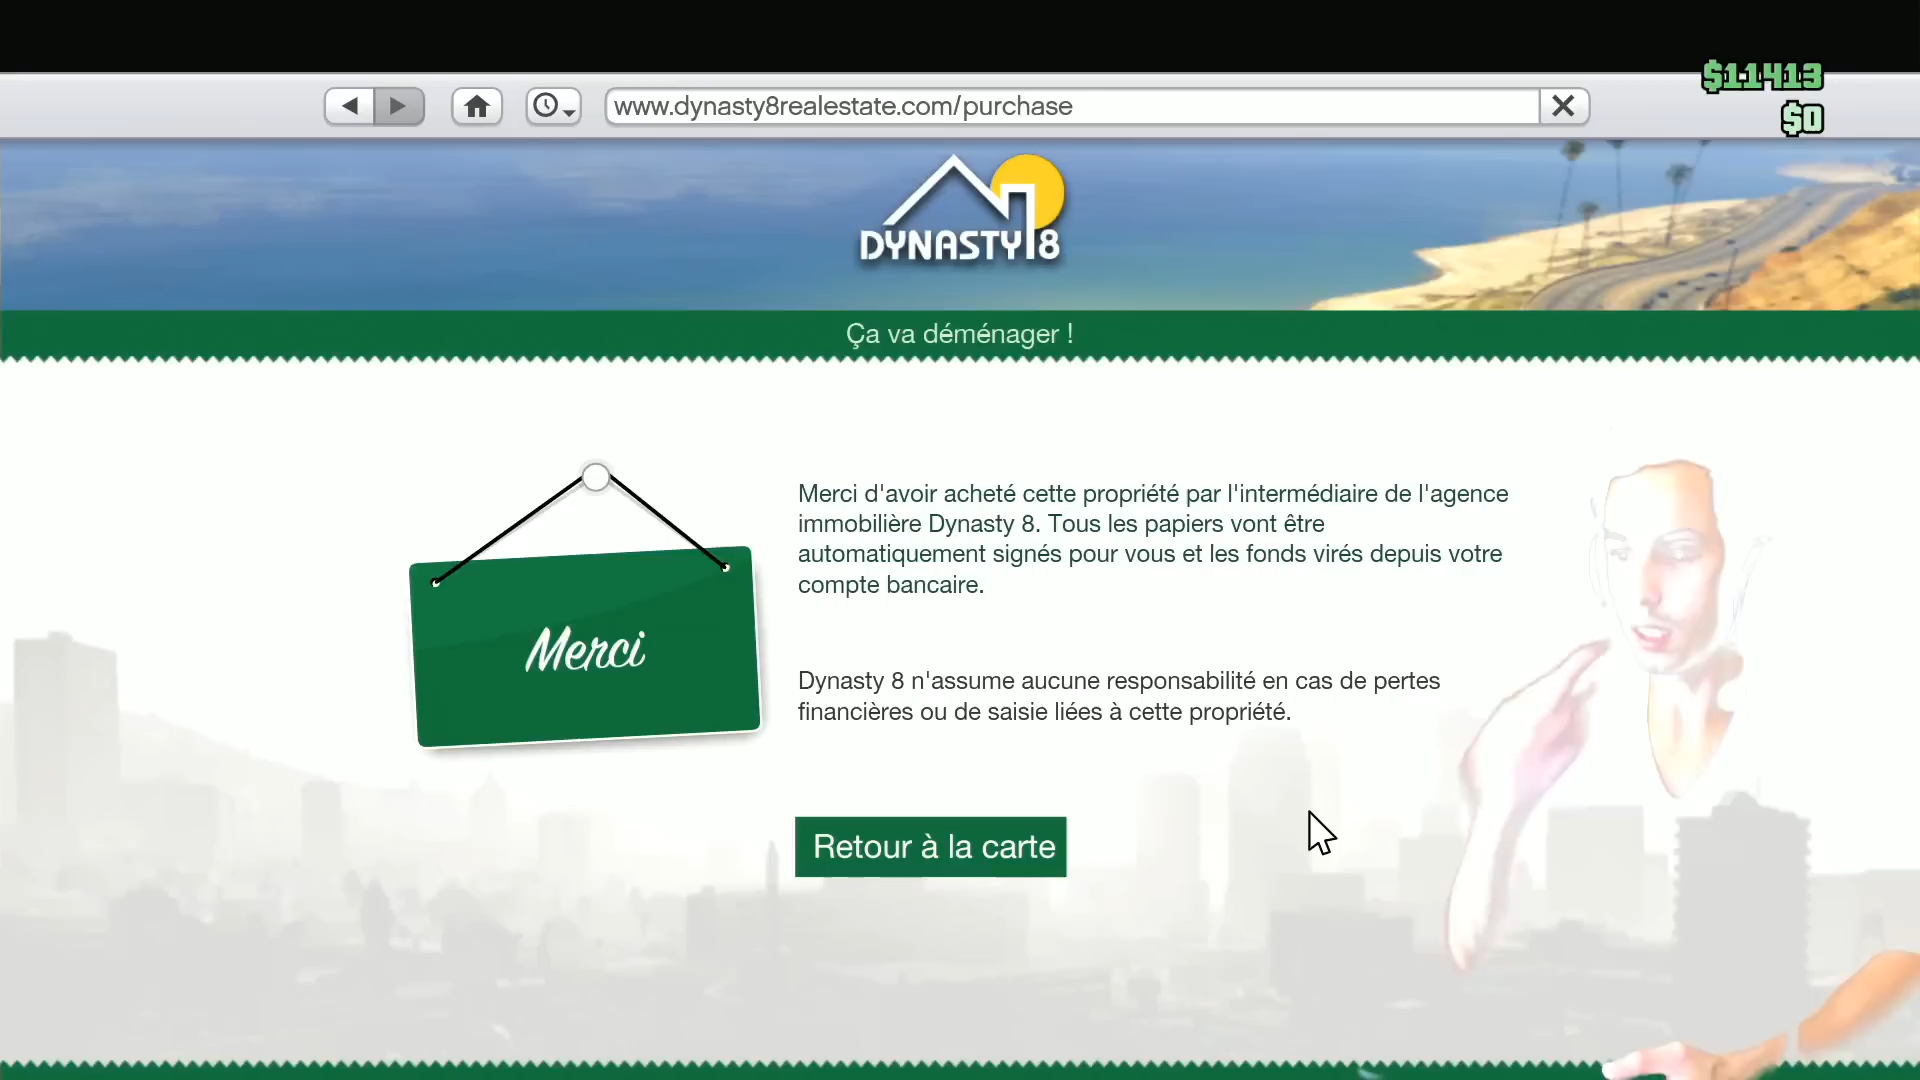 $11413
www.dynasty8realestate.com/purchase
$0
DYNASTY 8
Ça va déménager !
Merci d'avoir acheté cette propriété par l'intermédiaire de l'agence
immobilière Dynasty 8. Tous les papiers vont être
automatiquement signés pour vous et les fonds virés depuis votre
compte bancaire.
Merci
Dynasty 8 n'assume aucune responsabilité en cas de pertes
financières ou de saisie liées à cette propriété.
Retour à la carte